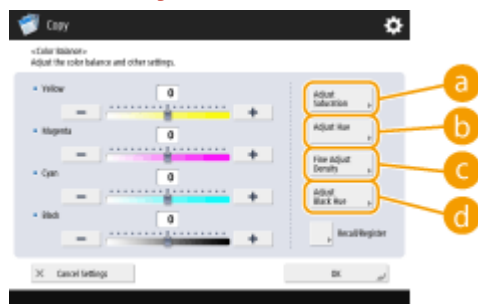 Copy
<Color Balance>
Adjust the color balance and other settings.
Yellow
0
Magenta
0
Cyan
0
Black
0
Adjust
Saturation
Adjust Hue
Fine Adjust
Density
Adjust
Black Hue
Recall/Register
Cancel Settings
OK
a
b
c
d